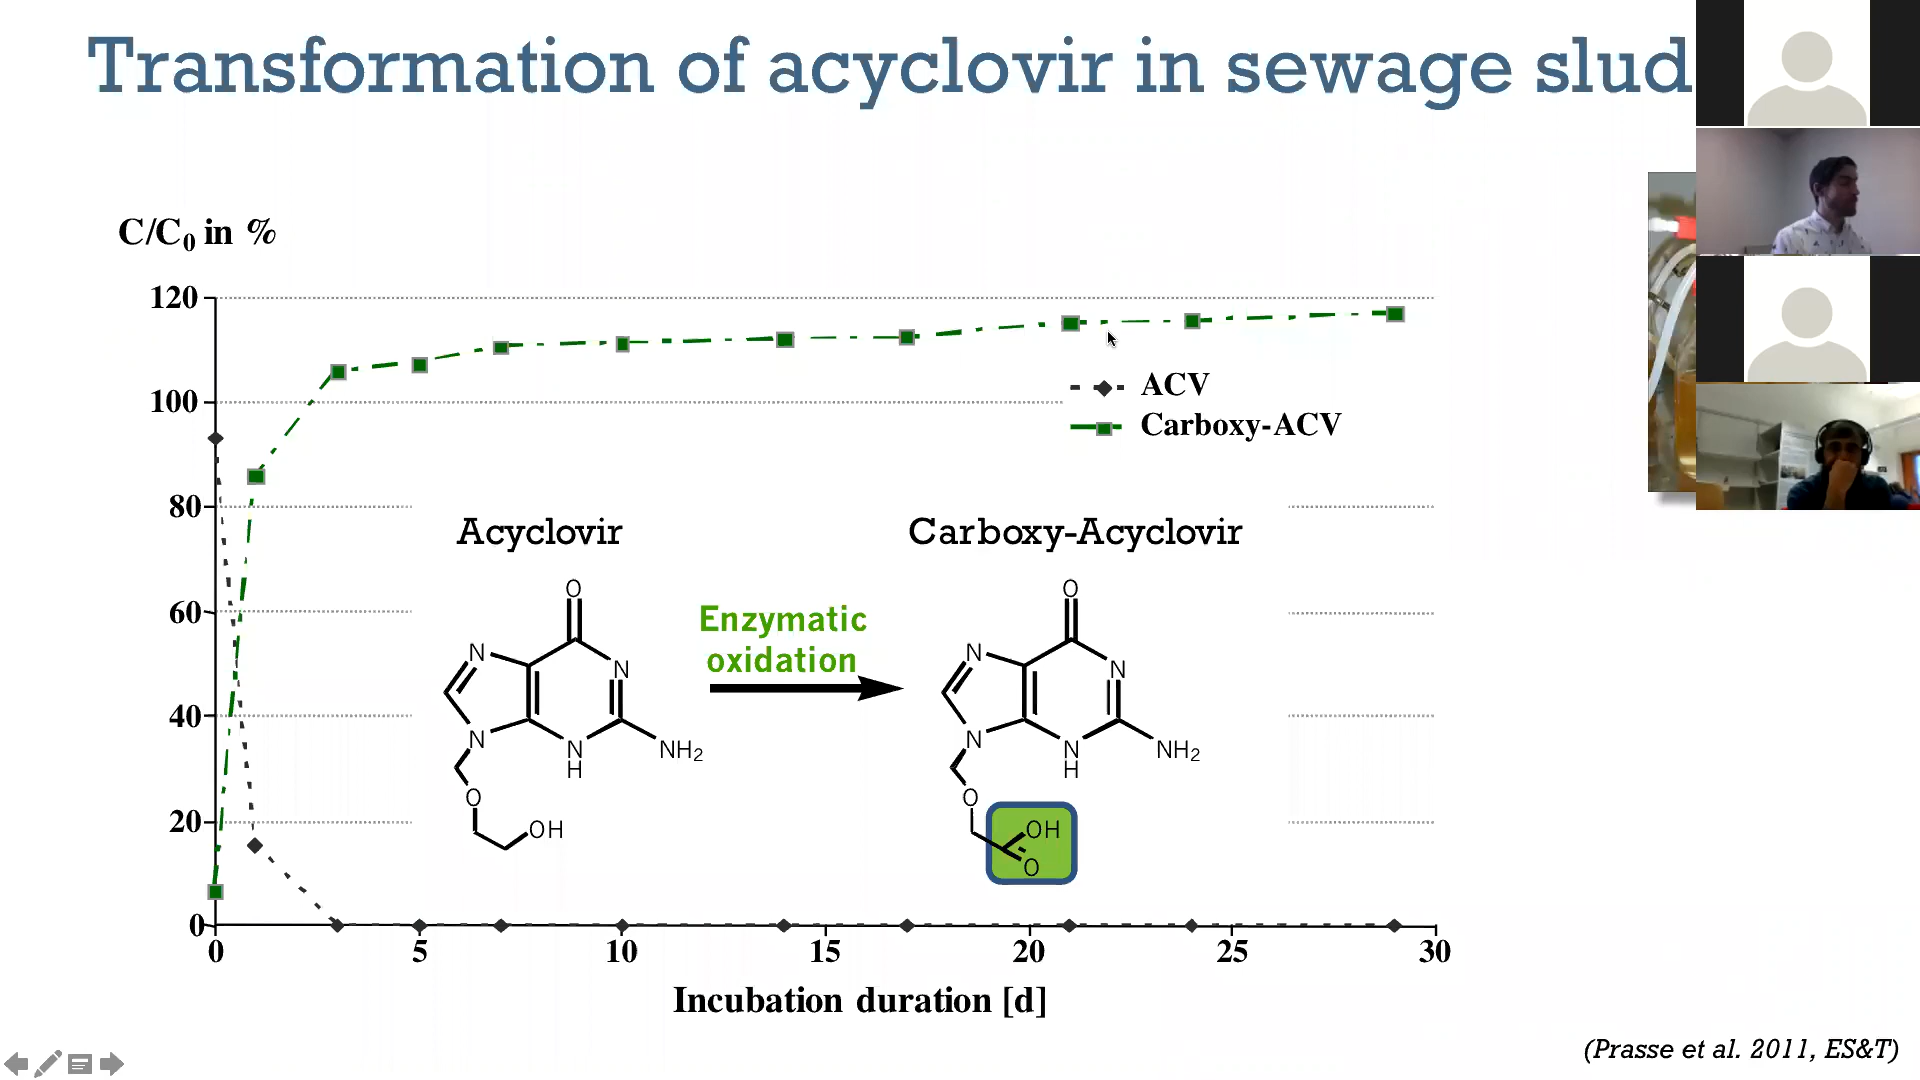 Transformation of acyclovir in sewage slud
C/C0 in %
120
100
80
60
40
20
0
0 5 10 15 20 25 30
Incubation duration [d]
ACV
Carboxy-ACV
Acyclovir
O
N
N
N
N
H
NH2
O
OH
Enzymatic
oxidation
Carboxy-Acyclovir
O
N
N
N
N
H
NH2
O
OH
O
(Prasse et al. 2011, ES&T)